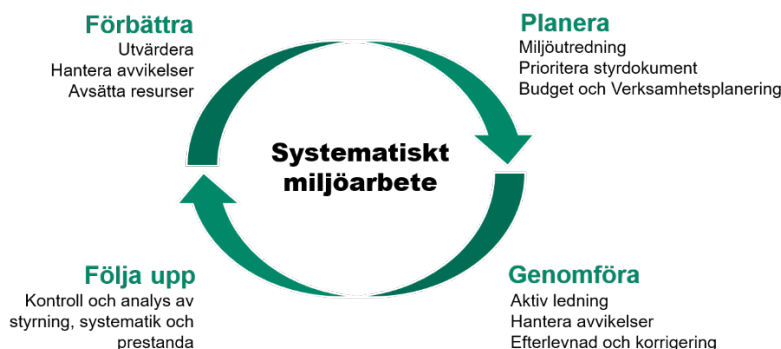 Förbättra
Utvärdera
Hantera avvikelser
Avsätta resurser
Planera
Miljöutredning
Prioritera styrdokument
Budget och Verksamhetsplanering
Systematiskt
miljöarbete
Följa upp
Kontroll och analys av
styrning, systematik och
prestanda
Genomföra
Aktiv ledning
Hantera avvikelser
Efterlevnad och korrigering